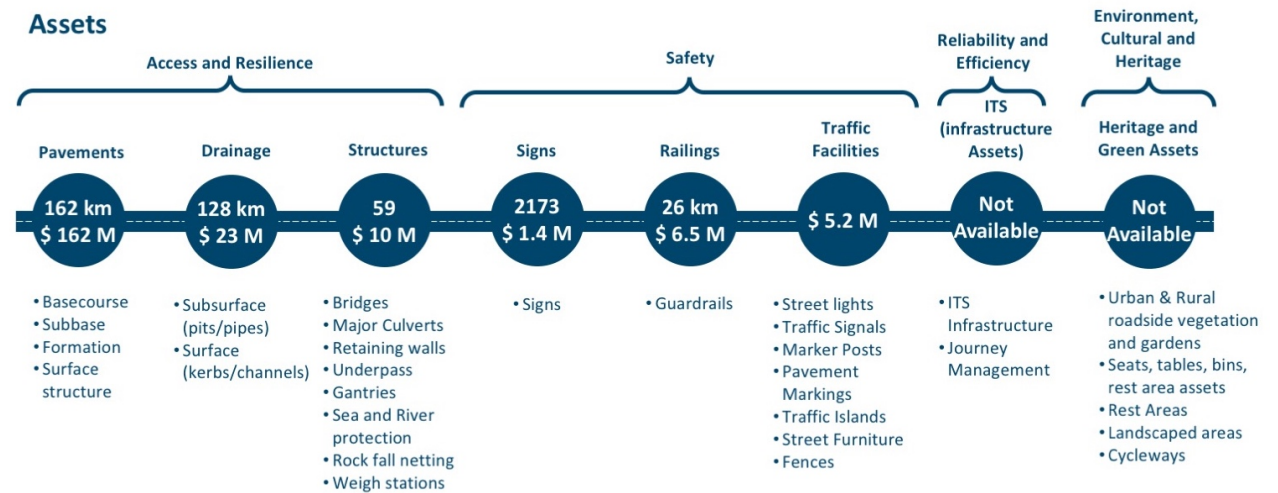 Assets
Access and Resilience
Safety
Reliability and
Efficiency
Environment,
Cultural and
Heritage
Pavements
Drainage
Structures
Signs
Railings
Traffic
Facilities
ITS
(infrastructure
Assets)
Heritage and
Green Assets
162 km
$ 162 M
128 km
$ 23 M
59
$ 10 M
2173
$ 1.4 M
26 km
$ 6.5 M
$ 5.2 M
Not
Available
Not
Available
• Basecourse
• Subbase
• Formation
• Surface
structure
• Subsurface
(pits/pipes)
• Surface
(kerbs/channels)
• Bridges
• Major Culverts
• Retaining walls
• Underpass
• Gantries
• Sea and River
protection
• Rock fall netting
• Weigh stations
• Signs
• Guardrails
• Street lights
• Traffic Signals
• Marker Posts
• Pavement
Markings
• Traffic Islands
• Street Furniture
• Fences
• ITS
Infrastructure
• Journey
Management
• Urban & Rural
roadside vegetation
and gardens
• Seats, tables, bins,
rest area assets
• Rest Areas
• Landscaped areas
• Cycleways